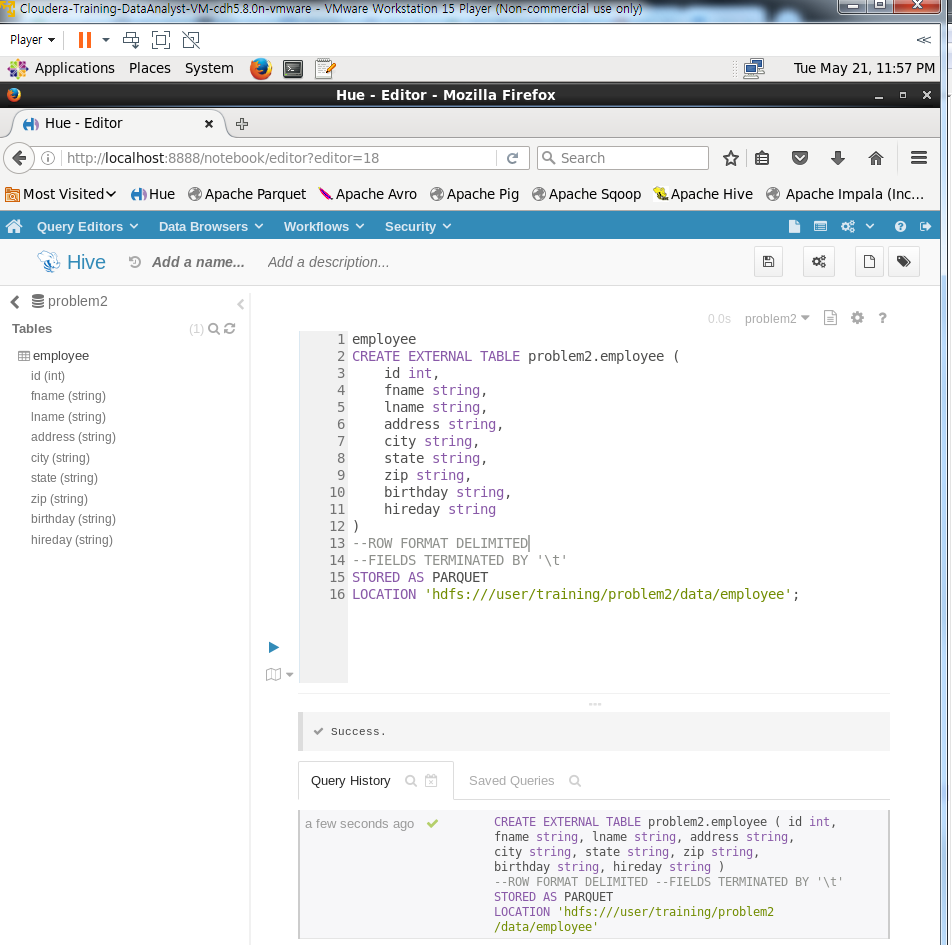 Cloudera-Training-DataAnalyst-VM-cdh5.8.0n-vmware - VMware Workstation 15 Player (Non-commercial use only)
Player
Applications Places System Tue May 21, 11:57 PM
Hue - Editor - Mozilla Firefox
Hue - Editor
http://localhost:8888/notebook/editor?editor=18 Search
Most Visited Hue Apache Parquet Apache Avro Apache Pig Apache Sqoop Apache Hive Apache Impala (Inc...
Query Editors Data Browsers Workflows Security
Hive Add a name... Add a description...
problem2
Tables (1)
employee
id (int)
fname (string)
lname (string)
address (string)
city (string)
state (string)
zip (string)
birthday (string)
hireday (string)
0.0s problem2 ?
1 employee
2 CREATE EXTERNAL TABLE problem2.employee (
3 id int,
4 fname string,
5 lname string,
6 address string,
7 city string,
8 state string,
9 zip string,
10 birthday string,
11 hireday string
12 )
13 --ROW FORMAT DELIMITED
14 --FIELDS TERMINATED BY '\t'
15 STORED AS PARQUET
16 LOCATION 'hdfs:///user/training/problem2/data/employee';
Success.
Query History Saved Queries
a few seconds ago
CREATE EXTERNAL TABLE problem2.employee ( id int,
fname string, lname string, address string,
city string, state string, zip string,
birthday string, hireday string )
--ROW FORMAT DELIMITED --FIELDS TERMINATED BY '\t'
STORED AS PARQUET
LOCATION 'hdfs:///user/training/problem2
/data/employee'